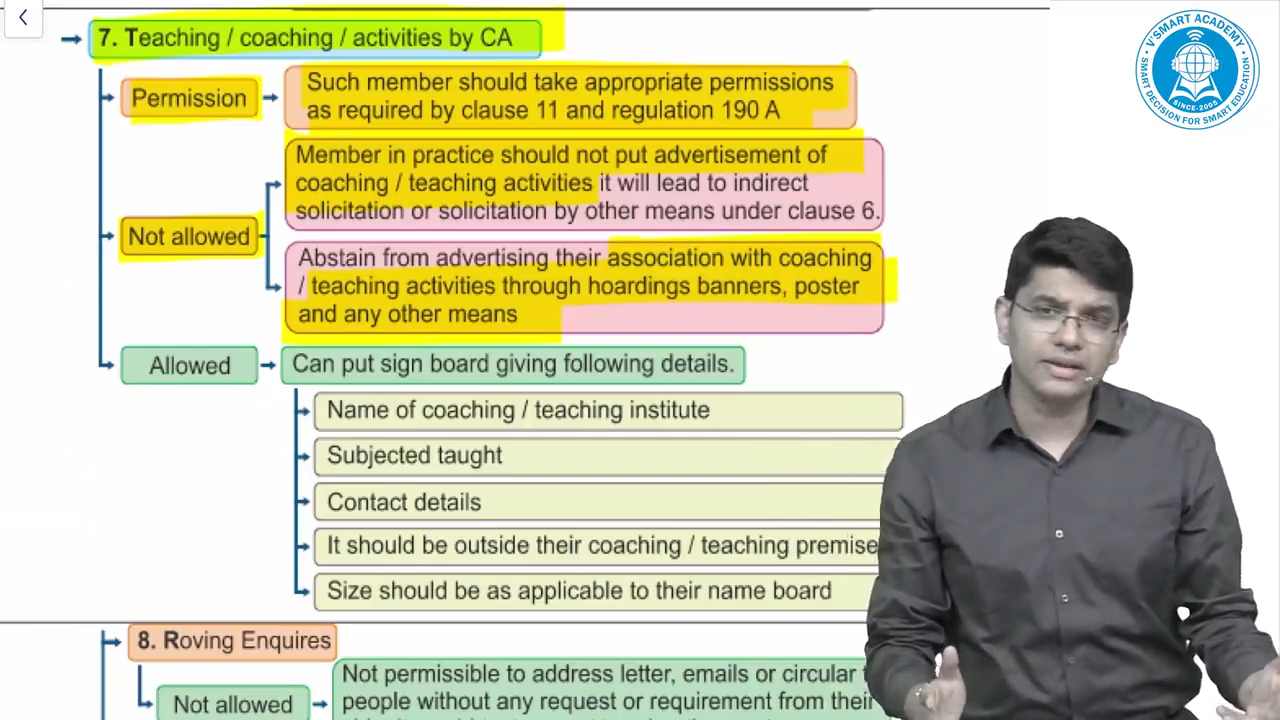 7. Teaching / coaching / activities by CA
Permission
Such member should take appropriate permissions
as required by clause 11 and regulation 190 A
Not allowed
Member in practice should not put advertisement of
coaching / teaching activities it will lead to indirect
solicitation or solicitation by other means under clause 6.
Abstain from advertising their association with coaching
/ teaching activities through hoardings banners, poster
and any other means
Allowed
Can put sign board giving following details.
Name of coaching / teaching institute
Subjected taught
Contact details
It should be outside their coaching / teaching premise
Size should be as applicable to their name board
8. Roving Enquires
Not allowed
Not permissible to address letter, emails or circular
people without any request or requirement from their
V'SMART ACADEMY
SMART DECISION FOR SMART EDUCATION
SINCE-2005